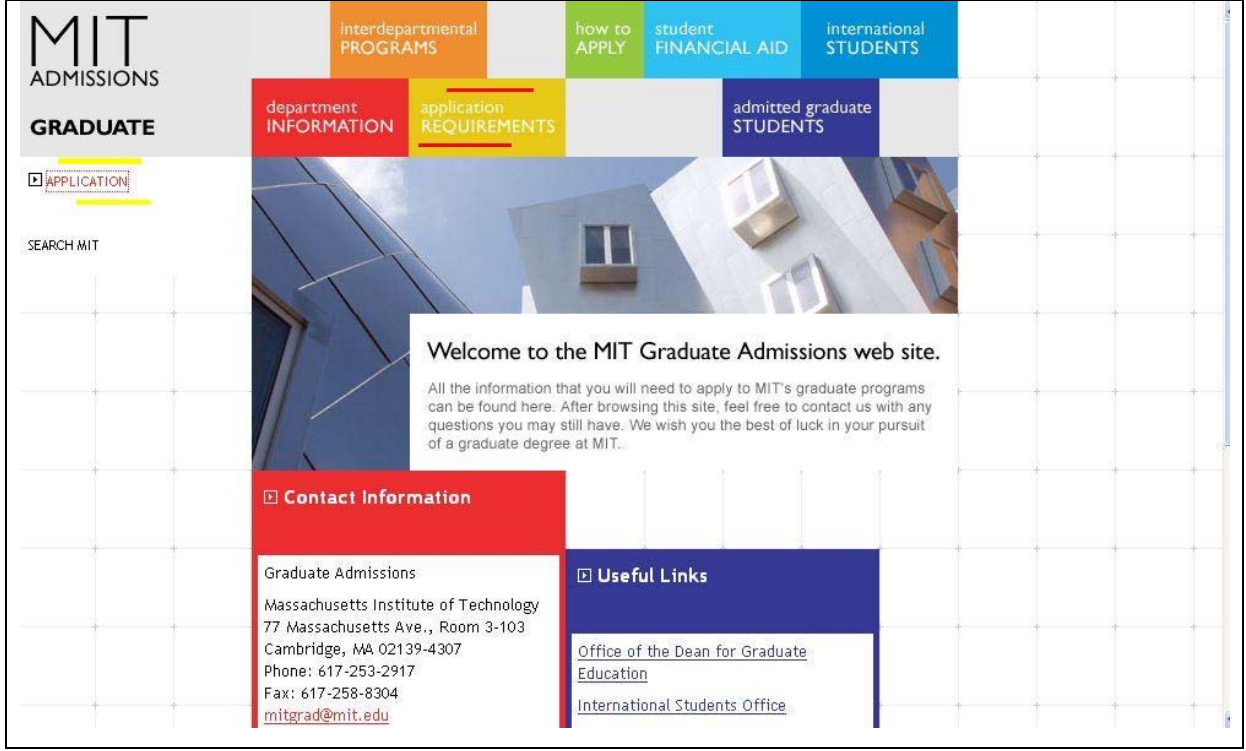 MIT
ADMISSIONS
GRADUATE
interdepartmental
PROGRAMS
how to
APPLY
student
FINANCIAL AID
international
STUDENTS
department
INFORMATION
application
REQUIREMENTS
admitted graduate
STUDENTS
APPLICATION
SEARCH MIT
Welcome to the MIT Graduate Admissions web site.
All the information that you will need to apply to MIT's graduate programs
can be found here. After browsing this site, feel free to contact us with any
questions you may still have. We wish you the best of luck in your pursuit
of a graduate degree at MIT.
Contact Information
Graduate Admissions
Massachusetts Institute of Technology
77 Massachusetts Ave., Room 3-103
Cambridge, MA 02139-4307
Phone: 617-253-2917
Fax: 617-258-8304
mitgrad@mit.edu
Useful Links
Office of the Dean for Graduate
Education
International Students Office